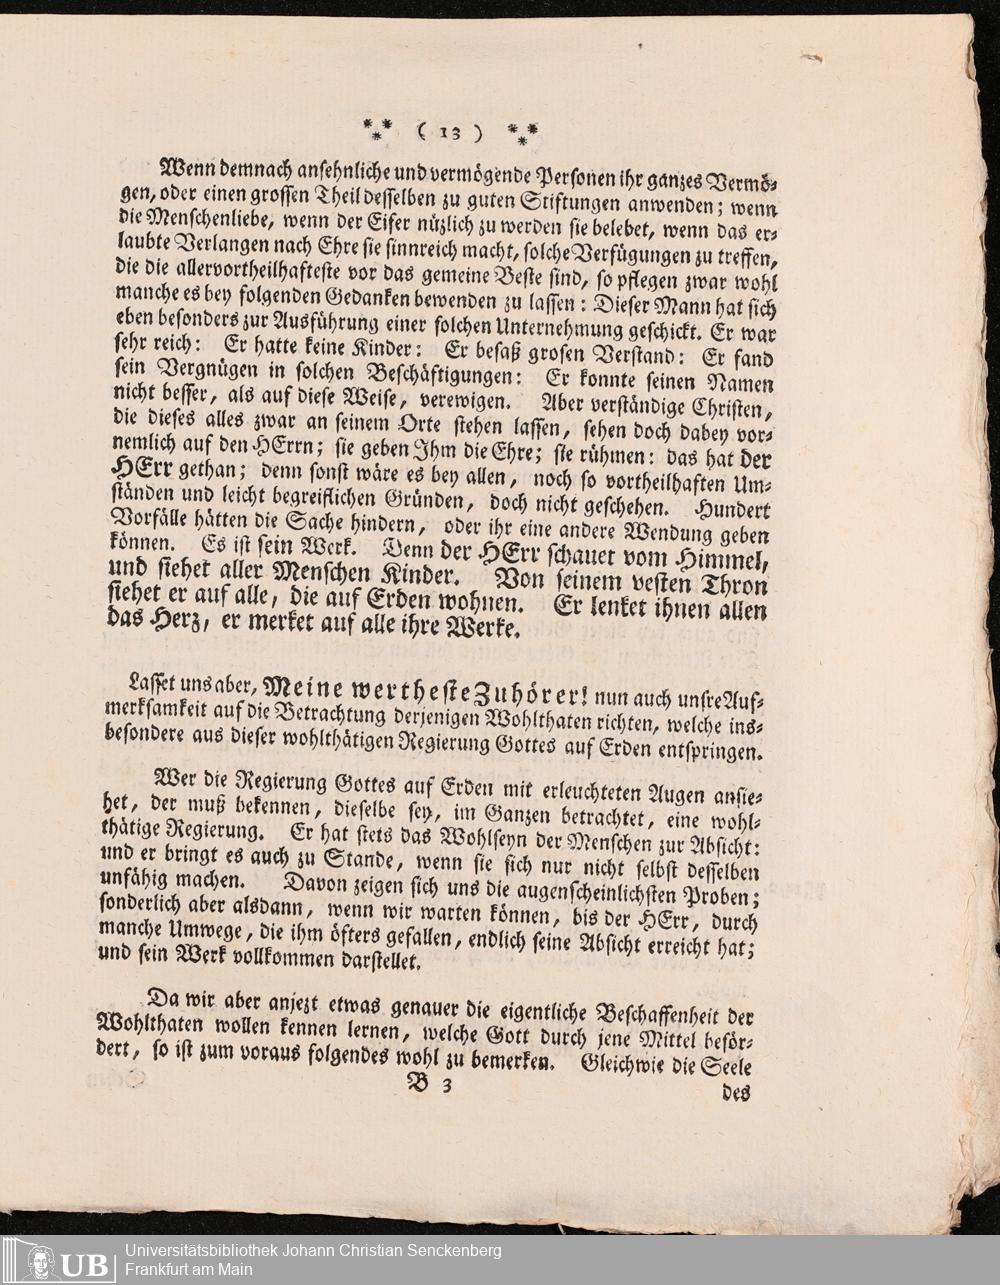 ( 13 )
Wenn demnach ansehnliche und vermögende Personen ihr ganzes Vermö-
gen, oder einen grossen Theil desselben zu guten Stiftungen anwenden; wenn
die Menschenliebe, wenn der Eifer nüzlich zu werden sie belebet, wenn das er-
laubte Verlangen nach Ehre sie sinnreich macht, solche Verfügungen zu treffen,
die die allervortheilhafteste vor das gemeine Beste sind, so pflegen zwar wohl
manche es bey folgenden Gedanken bewenden zu lassen: Dieser Mann hat sich
eben besonders zur Ausführung einer solchen Unternehmung geschickt. Er war
sehr reich: Er hatte keine Kinder: Er besaß grosen Verstand: Er fand
sein Vergnügen in solchen Beschäftigungen: Er konnte seinen Namen
nicht besser, als auf diese Weise, verewigen. Aber verständige Christen,
die dieses alles zwar an seinem Orte stehen lassen, sehen doch dabey vor-
nemlich auf den HErrn; sie geben Ihm die Ehre; sie rühmen: das hat der
HErr gethan; denn sonst wäre es bey allen, noch so vortheilhaften Um-
ständen und leicht begreiflichen Gründen, doch nicht geschehen. Hundert
Vorfälle hätten die Sache hindern, oder ihr eine andere Wendung geben
können. Es ist sein Werk. Denn der HErr schauet vom Himmel,
und siehet aller Menschen Kinder. Von seinem vesten Thron
siehet er auf alle, die auf Erden wohnen. Er lenket ihnen allen
das Herz, er merket auf alle ihre Werke.
Lasset uns aber, Meine wertheste Zuhörer! nun auch unsre Auf-
merksamkeit auf die Betrachtung derjenigen Wohlthaten richten, welche ins-
besondere aus dieser wohlthätigen Regierung Gottes auf Erden entspringen.
Wer die Regierung Gottes auf Erden mit erleuchteten Augen ansie-
het, der muß bekennen, dieselbe sey, im Ganzen betrachtet, eine wohl-
thätige Regierung. Er hat stets das Wohlseyn der Menschen zur Absicht:
und er bringt es auch zu Stande, wenn sie sich nur nicht selbst desselben
unfähig machen. Davon zeigen sich uns die augenscheinlichsten Proben;
sonderlich aber alsdann, wenn wir warten können, bis der HErr, durch
manche Umwege, die ihm öfters gefallen, endlich seine Absicht erreicht hat;
und sein Werk vollkommen darstellet.
Da wir aber anjezt etwas genauer die eigentliche Beschaffenheit der
Wohlthaten wollen kennen lernen, welche Gott durch jene Mittel beför-
dert, so ist zum voraus folgendes wohl zu bemerken. Gleichwie die Seele
B 3
des
UB
Universitätsbibliothek Johann Christian Senckenberg
Frankfurt am Main